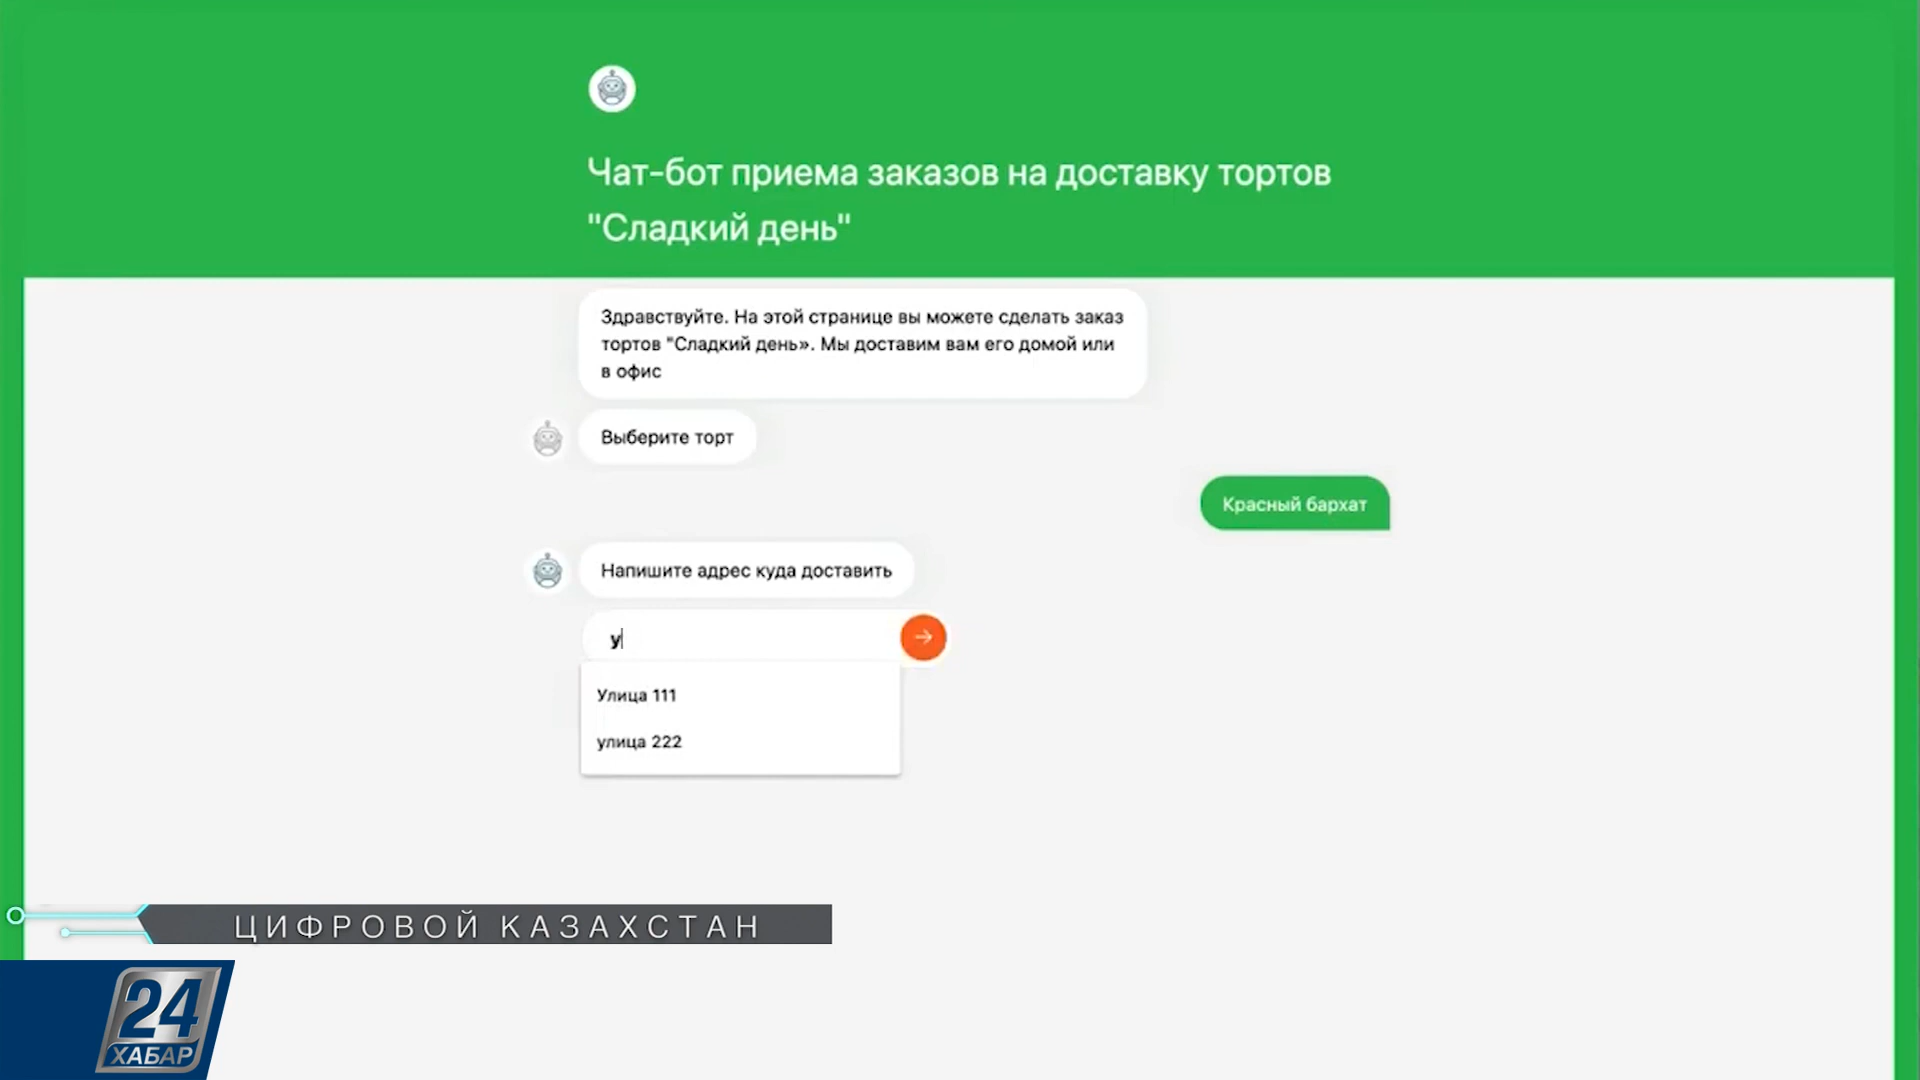 Чат-бот приема заказов на доставку тортов
"Сладкий день"
Здравствуйте. На этой странице вы можете сделать заказ
тортов "Сладкий день». Мы доставим вам его домой или
в офис
Выберите торт
Красный бархат
Напишите адрес куда доставить
у
Улица 111
улица 222
ЦИФРОВОЙ КАЗАХСТАН
24
ХАБАР